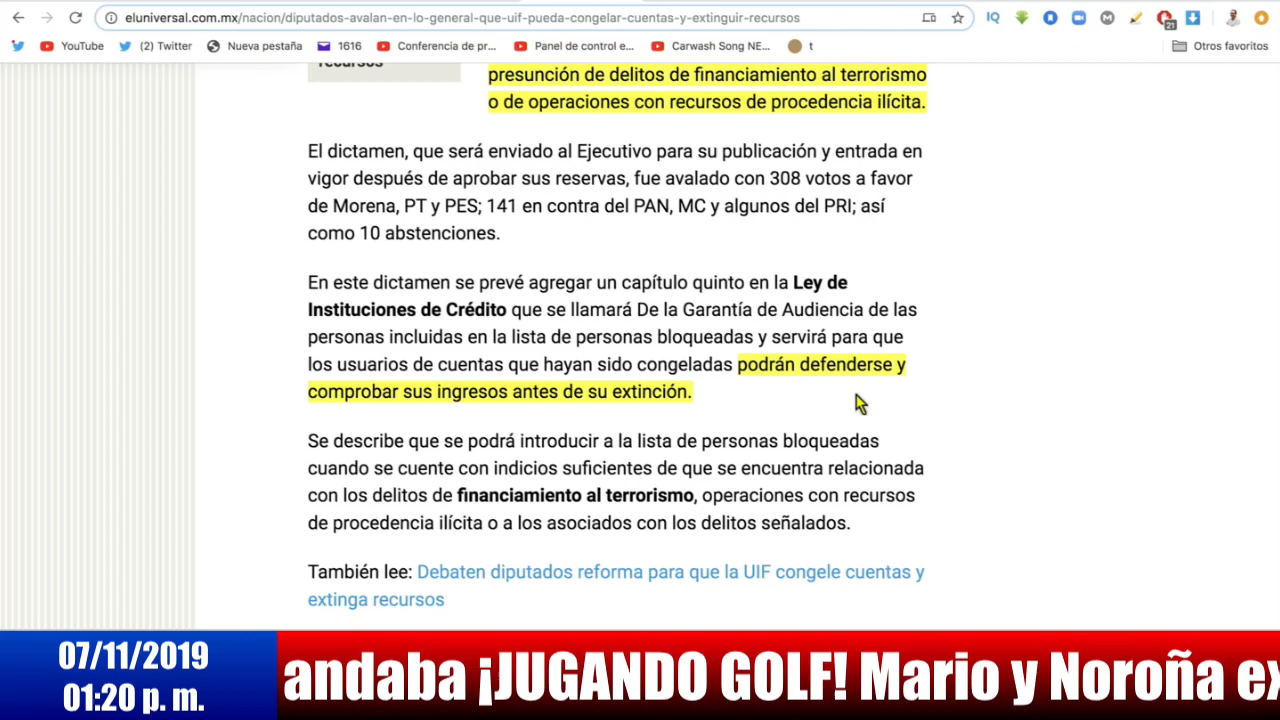 eluniversal.com.mx/nacion/diputados-avalan-en-lo-general-que-uif-pueda-congelar-cuentas-y-extinguir-recursos
IQ
M
21
YouTube
(2) Twitter
Nueva pestaña
1616
Conferencia de pr...
Panel de control e...
Carwash Song NE...
t
Otros favoritos
recursos
presunción de delitos de financiamiento al terrorismo
o de operaciones con recursos de procedencia ilícita.
El dictamen, que será enviado al Ejecutivo para su publicación y entrada en
vigor después de aprobar sus reservas, fue avalado con 308 votos a favor
de Morena, PT y PES; 141 en contra del PAN, MC y algunos del PRI; así
como 10 abstenciones.
En este dictamen se prevé agregar un capítulo quinto en la Ley de
Instituciones de Crédito que se llamará De la Garantía de Audiencia de las
personas incluidas en la lista de personas bloqueadas y servirá para que
los usuarios de cuentas que hayan sido congeladas podrán defenderse y
comprobar sus ingresos antes de su extinción.
Se describe que se podrá introducir a la lista de personas bloqueadas
cuando se cuente con indicios suficientes de que se encuentra relacionada
con los delitos de financiamiento al terrorismo, operaciones con recursos
de procedencia ilícita o a los asociados con los delitos señalados.
También lee: Debaten diputados reforma para que la UIF congele cuentas y
extinga recursos
07/11/2019
01:20 p. m.
andaba ¡JUGANDO GOLF! Mario y Noroña ex